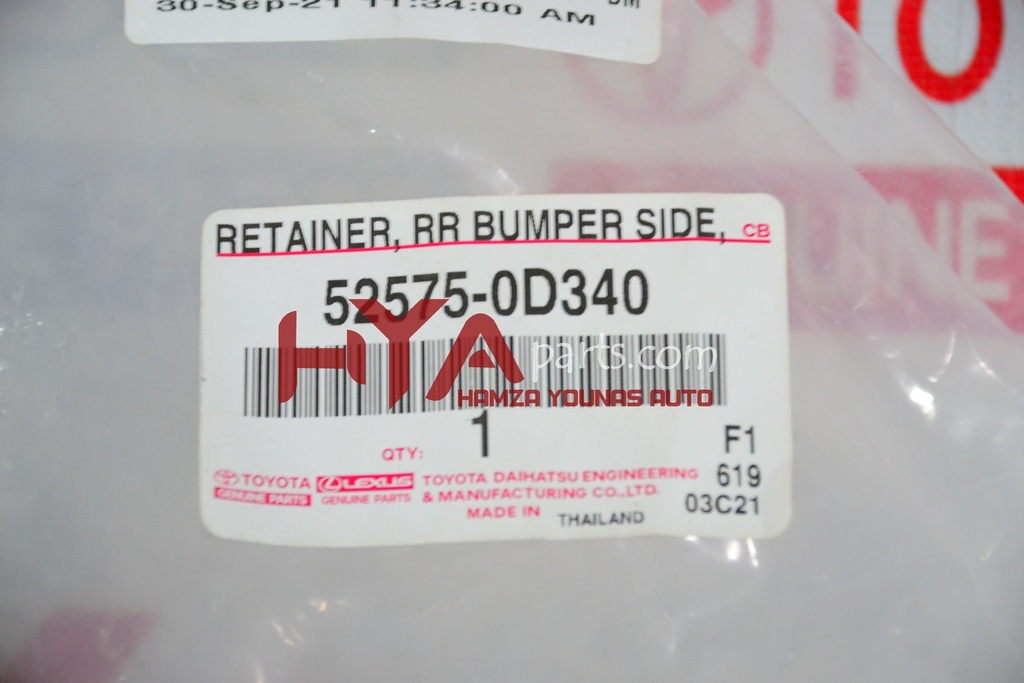 30-Sep-21 11:34:00 AM
TO
GENUINE
RETAINER, RR BUMPER SIDE, CB
52575-0D340
HYA parts.com
HAMZA YOUNAS AUTO
QTY: 1
F1
TOYOTA LEXUS TOYOTA DAIHATSU ENGINEERING 619
GENUINE PARTS GENUINE PARTS & MANUFACTURING CO.,LTD. 03C21
MADE IN THAILAND